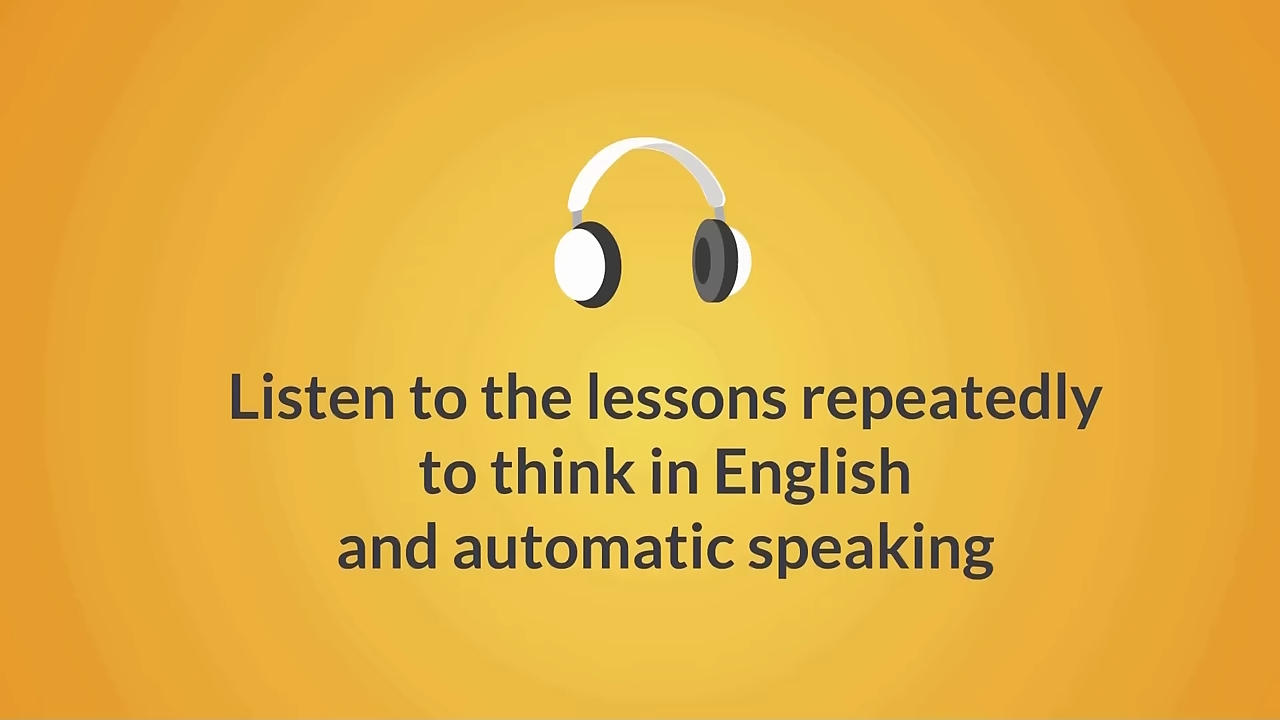 Listen to the lessons repeatedly
to think in English
and automatic speaking